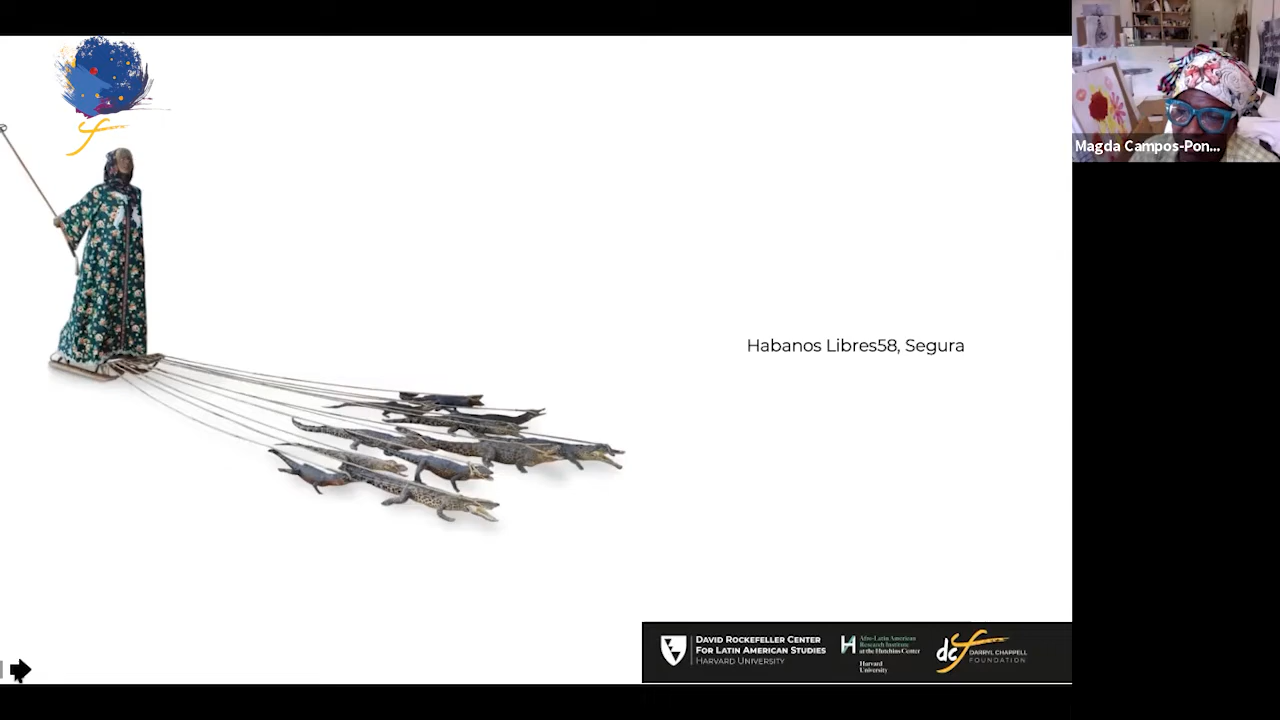 Magda Campos-Pon...
Habanos Libres58, Segura
DAVID ROCKEFELLER CENTER
FOR LATIN AMERICAN STUDIES
HARVARD UNIVERSITY
Afro-Latin American
Research Institute
at the Hutchins Center
Harvard
University
dcf
DARRYL CHAPPELL
FOUNDATION